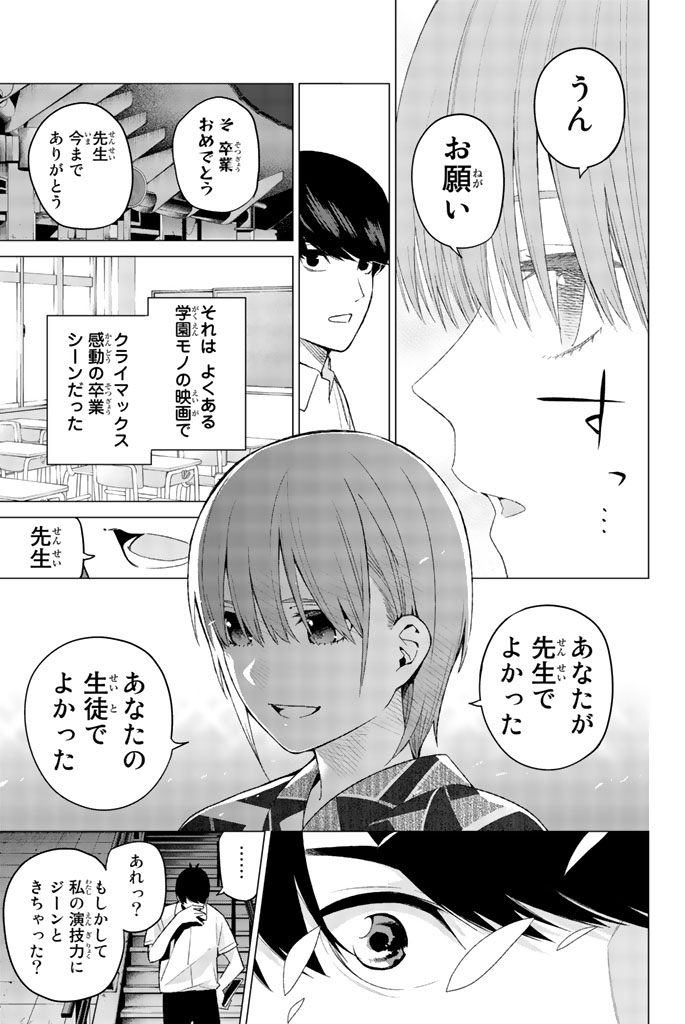 うん
お願い
すっ…
そ 卒業
おめでとう
先生
今まで
ありがとう
それは よくある
学園モノの映画で
クライマックス
感動の卒業
シーンだった
先生
あなたが
先生で
よかった
あなたの
生徒で
よかった
……
あれっ?
もしかして
私の演技力に
ジーンと
きちゃった?